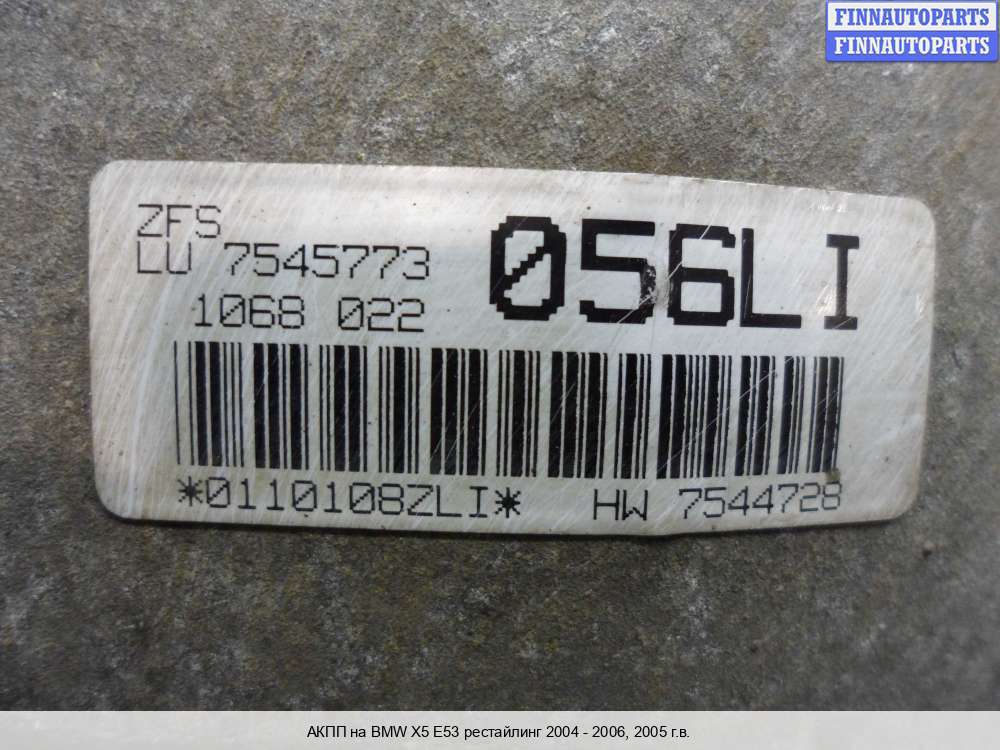 FINNAUTOPARTS
FINNAUTOPARTS
ZFS
LU 7545773
056LI
1068 022
*0110108ZLI* HW 7544728
АКПП на BMW X5 E53 рестайлинг 2004 - 2006, 2005 г.в.